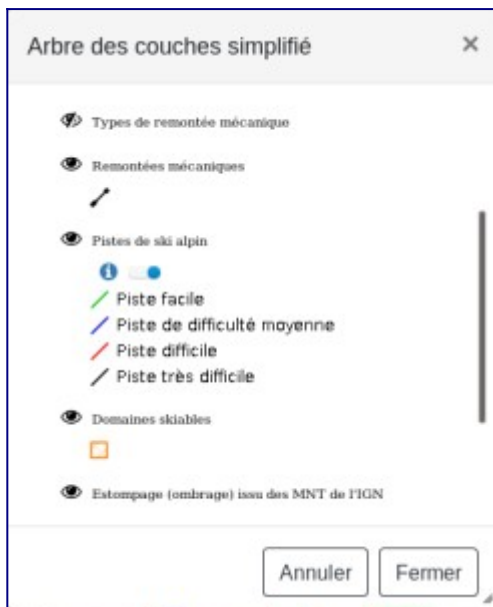 Arbre des couches simplifié ×
Types de remontée mécanique
Remontées mécaniques
Pistes de ski alpin
Piste facile
Piste de difficulté moyenne
Piste difficile
Piste très difficile
Domaines skiables
Estompage (ombrage) issu des MNT de l'IGN
Annuler Fermer